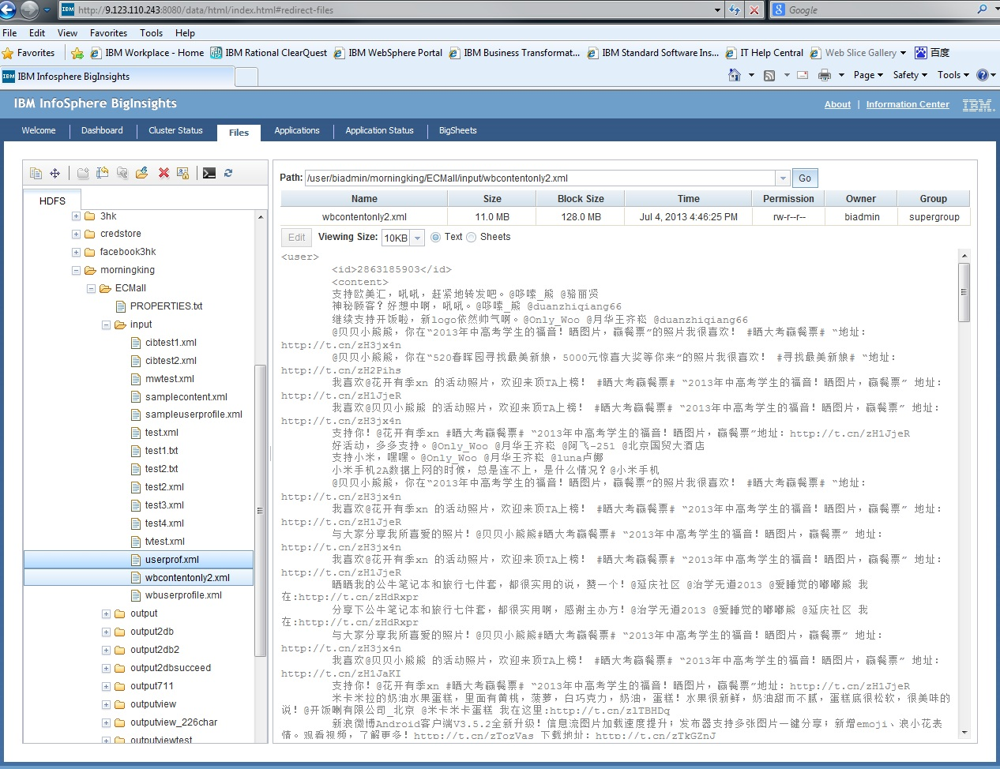 http://9.123.110.243:8080/data/html/index.html#redirect-files
Google
File Edit View Favorites Tools Help
Favorites IBM Workplace - Home IBM Rational ClearQuest IBM WebSphere Portal IBM Business Transformat... IBM Standard Software Ins... IT Help Central Web Slice Gallery 百度
IBM Infosphere BigInsights
Page Safety Tools
IBM InfoSphere BigInsights
About | Information Center IBM
Welcome Dashboard Cluster Status Files Applications Application Status BigSheets
HDFS
3hk
credstore
facebook3hk
morningking
ECMall
PROPERTIES.txt
input
cibtest1.xml
cibtest2.xml
mwtest.xml
samplecontent.xml
sampleuserprofile.xml
test.xml
test1.txt
test2.txt
test2.xml
test3.xml
test4.xml
tvtest.xml
userprof.xml
wbcontentonly2.xml
wbuserprofile.xml
output
output2db
output2db2
output2dbsucceed
output711
outputview
outputview_226char
outputviewtest
Path: /user/biadmin/morningking/ECMall/input/wbcontentonly2.xml Go
Name Size Block Size Time Permission Owner Group
wbcontentonly2.xml 11.0 MB 128.0 MB Jul 4, 2013 4:46:25 PM rw-r--r-- biadmin supergroup
Edit Viewing Size: 10KB Text Sheets
<user>
<id>2863185903</id>
<content>
支持欧美汇，吼吼，赶紧地转发吧。@哆嗦_熊 @骆丽贤
神秘顾客？好想中啊，吼吼。@哆嗦_熊 @duanzhiqiang66
继续支持开饭啦，新logo依然帅气啊。@Only_Woo @月华王齐崧 @duanzhiqiang66
@贝贝小熊熊，你在“2013年中高考学生的福音！晒图片，赢餐票”的照片我很喜欢！ #晒大考赢餐票# “地址：
http://t.cn/zH3jx4n
@贝贝小熊熊，你在“520春晖园寻找最美新娘，5000元惊喜大奖等你来”的照片我很喜欢！ #寻找最美新娘# “地址：
http://t.cn/zH2Pihs
我喜欢@花开有季xn 的活动照片，欢迎来顶TA上榜！ #晒大考赢餐票# “2013年中高考学生的福音！晒图片，赢餐票” 地址：
http://t.cn/zH1JjeR
我喜欢@贝贝小熊熊 的活动照片，欢迎来顶TA上榜！ #晒大考赢餐票# “2013年中高考学生的福音！晒图片，赢餐票” 地址：
http://t.cn/zH3jx4n
支持你！@花开有季xn #晒大考赢餐票# “2013年中高考学生的福音！晒图片，赢餐票”地址：http://t.cn/zH1JjeR
好活动，多多支持。@Only_Woo @月华王齐崧 @阿飞-251 @北京国贸大酒店
支持小米，嘿嘿。@Only_Woo @月华王齐崧 @luna卢娜
小米手机2A数据上网的时候，总是连不上，是什么情况？@小米手机
@贝贝小熊熊，你在“2013年中高考学生的福音！晒图片，赢餐票”的照片我很喜欢！ #晒大考赢餐票# “地址：
http://t.cn/zH3jx4n
我喜欢@花开有季xn 的活动照片，欢迎来顶TA上榜！ #晒大考赢餐票# “2013年中高考学生的福音！晒图片，赢餐票” 地址：
http://t.cn/zH1JjeR
与大家分享我所喜爱的照片！@贝贝小熊熊#晒大考赢餐票# “2013年中高考学生的福音！晒图片，赢餐票” 地址：
http://t.cn/zH3jx4n
我喜欢@花开有季xn 的活动照片，欢迎来顶TA上榜！ #晒大考赢餐票# “2013年中高考学生的福音！晒图片，赢餐票” 地址：
http://t.cn/zH1JjeR
晒晒我的公牛笔记本和旅行七件套，都很实用的说，赞一个！@延庆社区 @治学无道2013 @爱睡觉的嘟嘟熊 我
在:http://t.cn/zHdRxpr
分享下公牛笔记本和旅行七件套，都很实用啊，感谢主办方！@治学无道2013 @爱睡觉的嘟嘟熊 @延庆社区 我
在:http://t.cn/zHdRxpr
与大家分享我所喜爱的照片！@贝贝小熊熊#晒大考赢餐票# “2013年中高考学生的福音！晒图片，赢餐票” 地址：
http://t.cn/zH3jx4n
我喜欢@贝贝小熊熊 的活动照片，欢迎来顶TA上榜！ #晒大考赢餐票# “2013年中高考学生的福音！晒图片，赢餐票” 地址：
http://t.cn/zH1JaKI
支持你！@花开有季xn #晒大考赢餐票# “2013年中高考学生的福音！晒图片，赢餐票”地址：http://t.cn/zH1JjeR
米卡米拉的奶油水果蛋糕，里面有黄桃，菠萝，白巧克力，奶油，蛋糕！水果很新鲜，奶油甜而不腻，蛋糕底很松软，很美味的
说！@开饭喇有限公司_北京 @米卡米卡蛋糕 我在这里:http://t.cn/zlTBHDq
新浪微博Android客户端V3.5.2全新升级！信息流图片加载速度提升；发布器支持多张图片一键分享；新增emoji、浪小花表
情。观看视频，了解更多！http://t.cn/zTozVas 下载地址：http://t.cn/zTkGZnJ